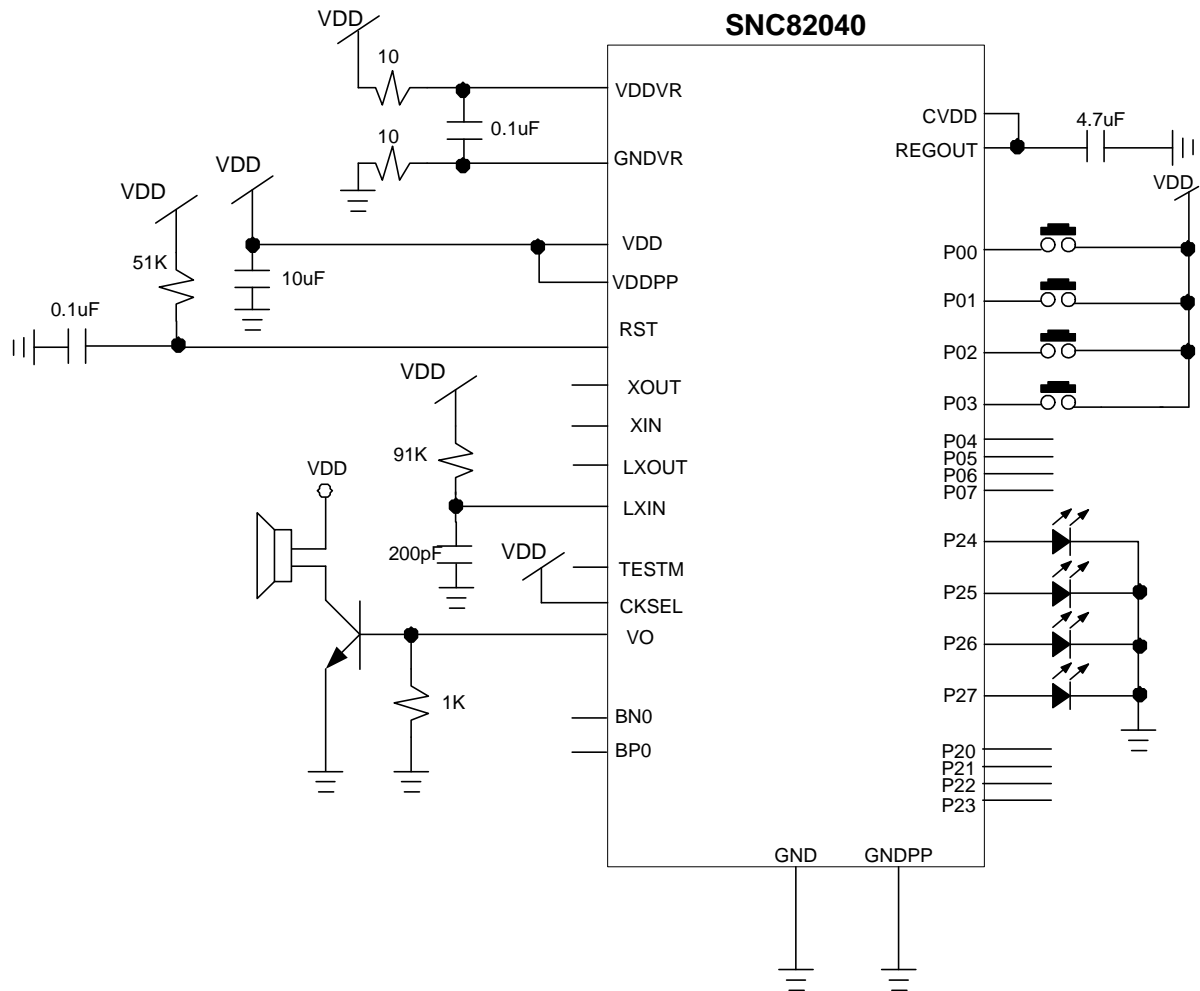 SNC82040
VDD
10
VDDVR
0.1uF
10
GNDVR
VDD
VDD
VDD
10uF
VDDPP
51K
0.1uF
RST
XOUT
VDD
XIN
91K
LXOUT
LXIN
200pF
VDD
VDD
TESTM
CKSEL
VO
1K
BN0
BP0
CVDD
4.7uF
REGOUT
VDD
P00
P01
P02
P03
P04
P05
P06
P07
P24
P25
P26
P27
P20
P21
P22
P23
GND
GNDPP